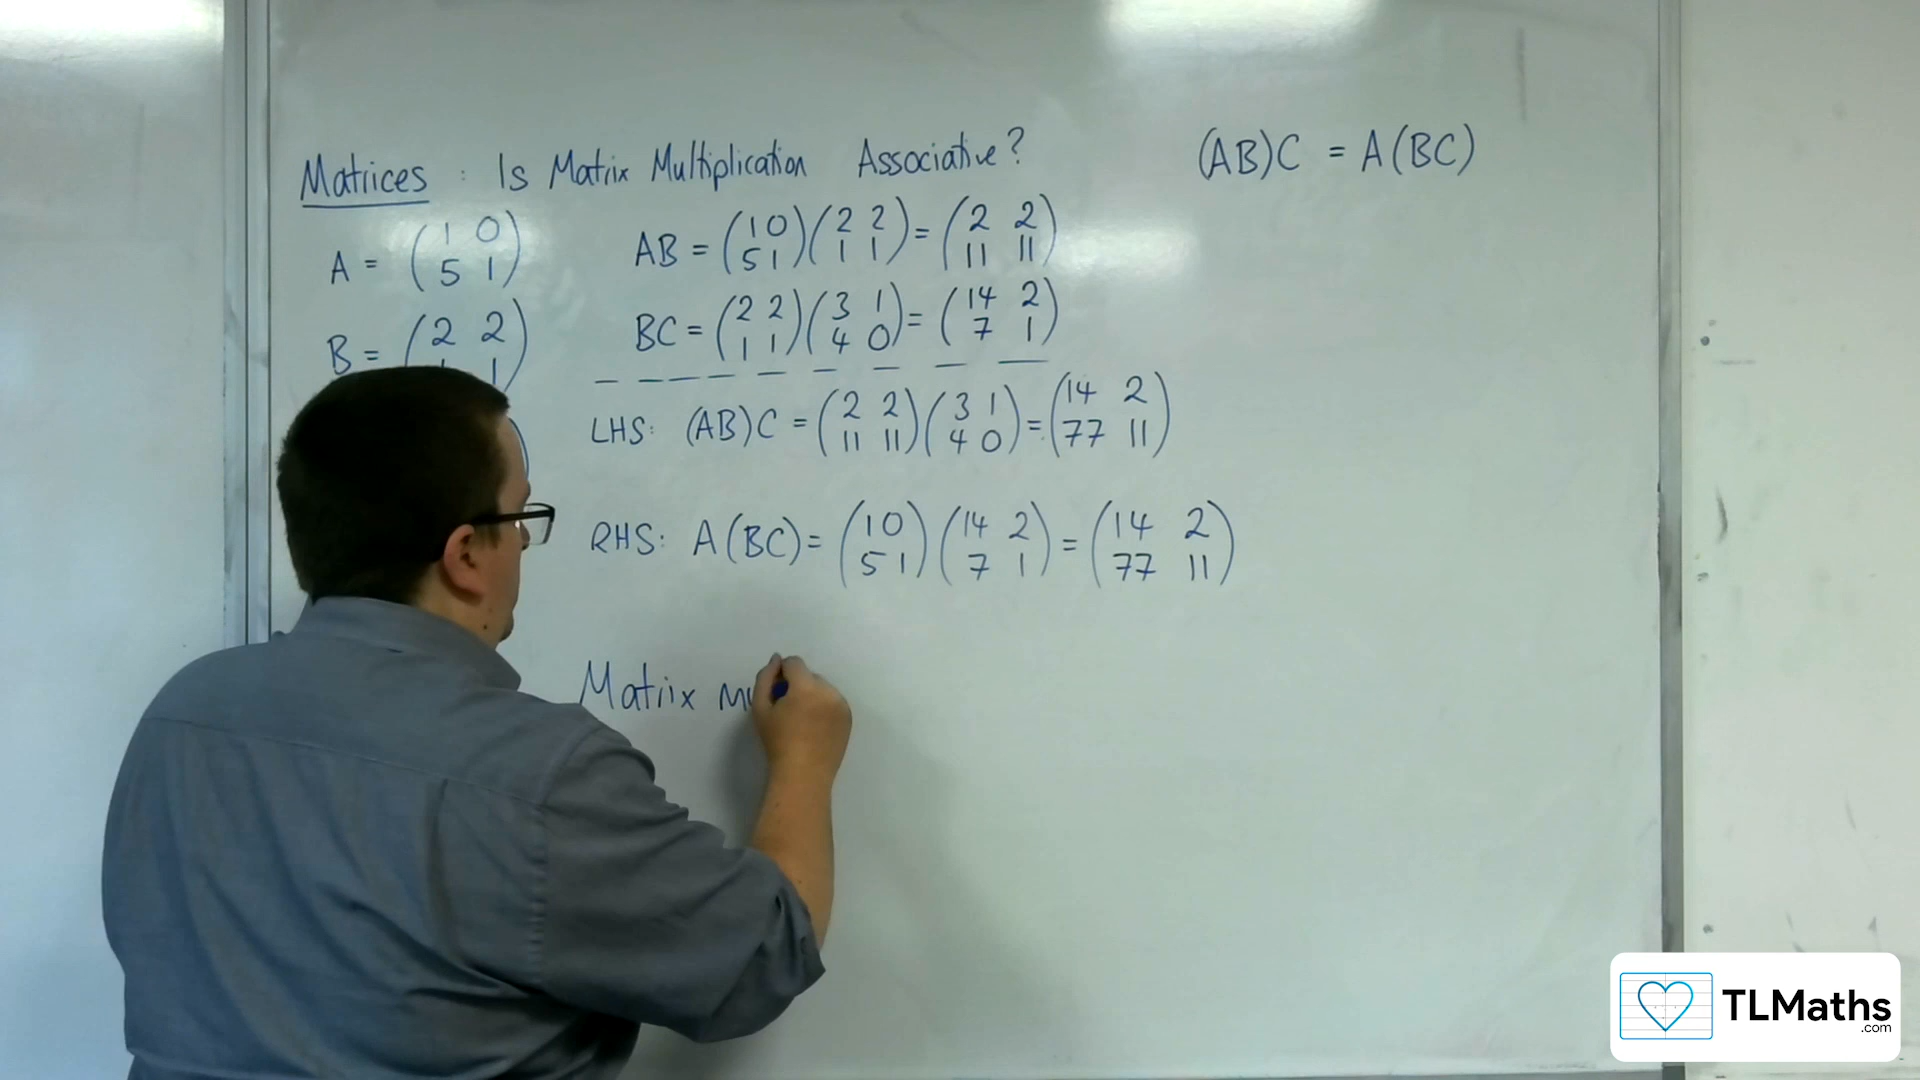 Matrices : Is Matrix Multiplication Associative? (AB)C = A(BC)
A = (1 0
5 1)
AB = (1 0
5 1)(2 2
1 1) = (2 2
11 11)
B = (2 2
1)
BC = (2 2
1 1)(3 1
4 0) = (14 2
7 1)
LHS: (AB)C = (2 2
11 11)(3 1
4 0) = (14 2
77 11)
RHS: A(BC) = (1 0
5 1)(14 2
7 1) = (14 2
77 11)
Matrix mu
TLMaths
.com